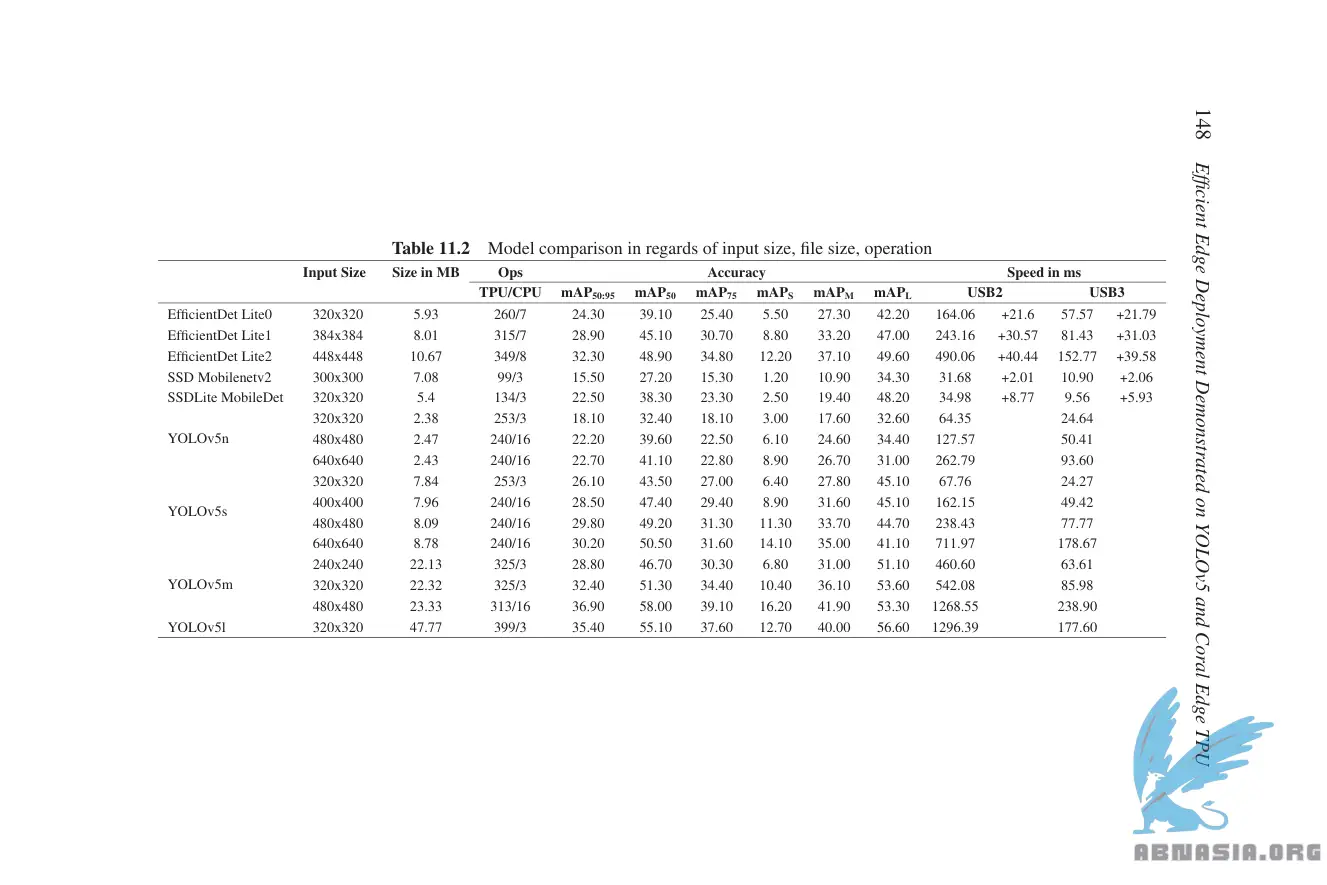 148 Efficient Edge Deployment Demonstrated on YOLOv5 and Coral Edge TPU
Table 11.2 Model comparison in regards of input size, file size, operation
Input Size Size in MB Ops Accuracy Speed in ms
TPU/CPU mAP50:95 mAP50 mAP75 mAPS mAPM mAPL USB2 USB3
EfficientDet Lite0 320x320 5.93 260/7 24.30 39.10 25.40 5.50 27.30 42.20 164.06 +21.6 57.57 +21.79
EfficientDet Lite1 384x384 8.01 315/7 28.90 45.10 30.70 8.80 33.20 47.00 243.16 +30.57 81.43 +31.03
EfficientDet Lite2 448x448 10.67 349/8 32.30 48.90 34.80 12.20 37.10 49.60 490.06 +40.44 152.77 +39.58
SSD Mobilenetv2 300x300 7.08 99/3 15.50 27.20 15.30 1.20 10.90 34.30 31.68 +2.01 10.90 +2.06
SSDLite MobileDet 320x320 5.4 134/3 22.50 38.30 23.30 2.50 19.40 48.20 34.98 +8.77 9.56 +5.93
320x320 2.38 253/3 18.10 32.40 18.10 3.00 17.60 32.60 64.35 24.64
YOLOv5n 480x480 2.47 240/16 22.20 39.60 22.50 6.10 24.60 34.40 127.57 50.41
640x640 2.43 240/16 22.70 41.10 22.80 8.90 26.70 31.00 262.79 93.60
320x320 7.84 253/3 26.10 43.50 27.00 6.40 27.80 45.10 67.76 24.27
400x400 7.96 240/16 28.50 47.40 29.40 8.90 31.60 45.10 162.15 49.42
YOLOv5s
480x480 8.09 240/16 29.80 49.20 31.30 11.30 33.70 44.70 238.43 77.77
640x640 8.78 240/16 30.20 50.50 31.60 14.10 35.00 41.10 711.97 178.67
240x240 22.13 325/3 28.80 46.70 30.30 6.80 31.00 51.10 460.60 63.61
YOLOv5m 320x320 22.32 325/3 32.40 51.30 34.40 10.40 36.10 53.60 542.08 85.98
480x480 23.33 313/16 36.90 58.00 39.10 16.20 41.90 53.30 1268.55 238.90
YOLOv5l 320x320 47.77 399/3 35.40 55.10 37.60 12.70 40.00 56.60 1296.39 177.60
ABNASIA.ORG